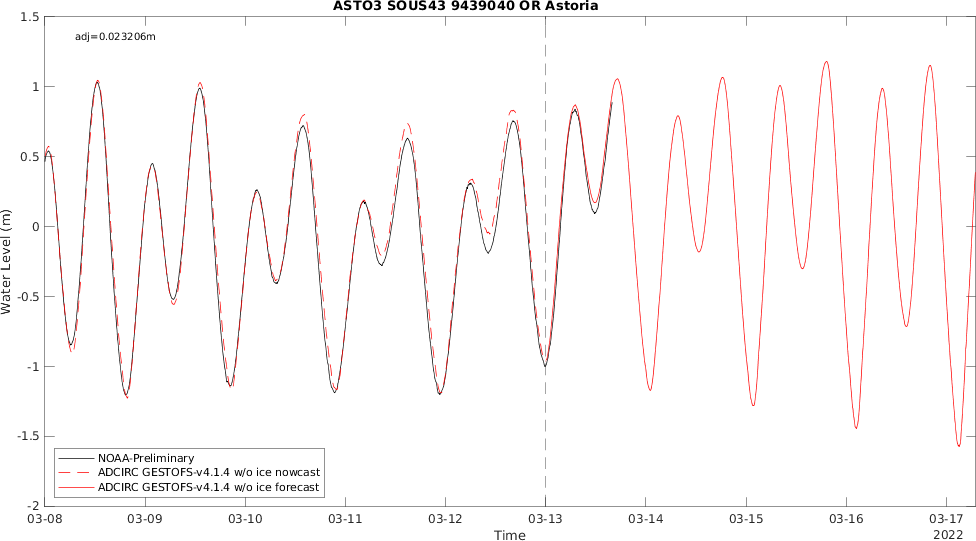 ASTO3 SOUS43 9439040 OR Astoria
1.5
adj=0.023206m
1
0.5
0
-0.5
-1
-1.5
-2
Water Level (m)
NOAA-Preliminary
ADCIRC GESTOFS-v4.1.4 w/o ice nowcast
ADCIRC GESTOFS-v4.1.4 w/o ice forecast
03-08 03-09 03-10 03-11 03-12 03-13 03-14 03-15 03-16 03-17
Time
2022